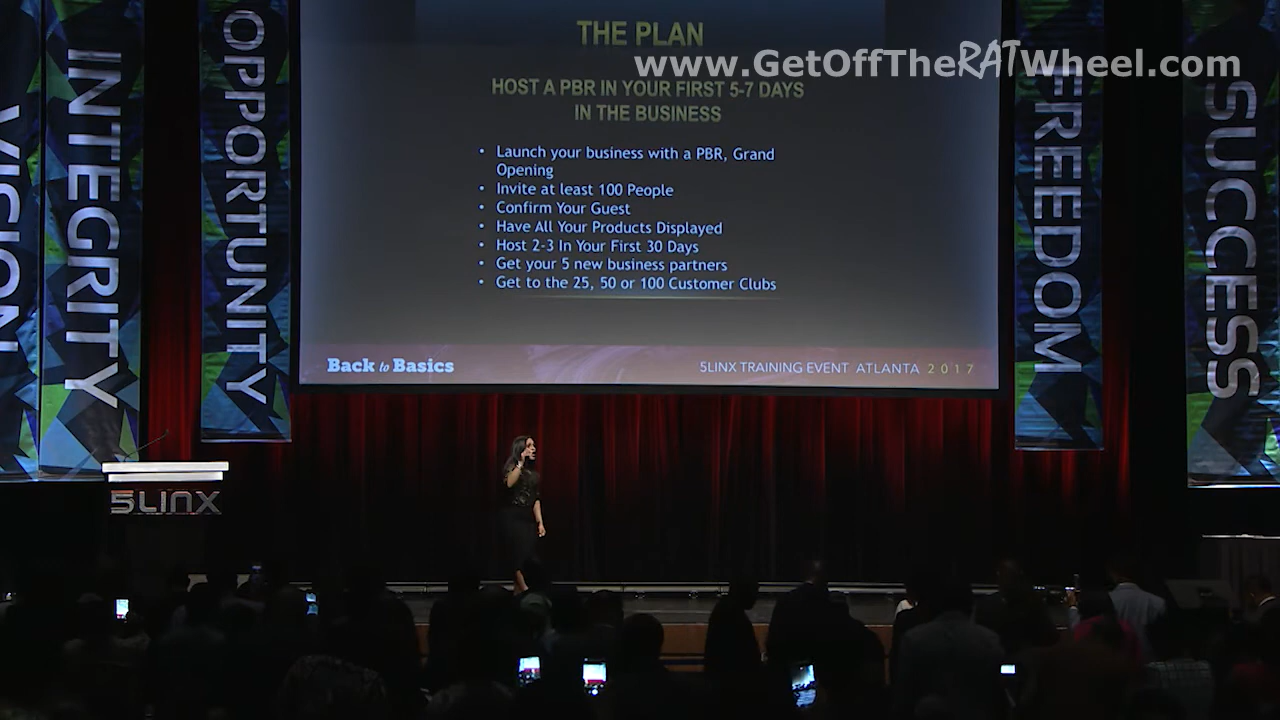 THE PLAN
www.GetOffTheRATWheel.com
HOST A PBR IN YOUR FIRST 5-7 DAYS
IN THE BUSINESS
• Launch your business with a PBR, Grand
Opening
• Invite at least 100 People
• Confirm Your Guest
• Have All Your Products Displayed
• Host 2-3 In Your First 30 Days
• Get your 5 new business partners
• Get to the 25, 50 or 100 Customer Clubs
Back to Basics
5LINX TRAINING EVENT ATLANTA 2017
VISION
INTEGRITY
OPPORTUNITY
FREEDOM
SUCCESS
5LINX